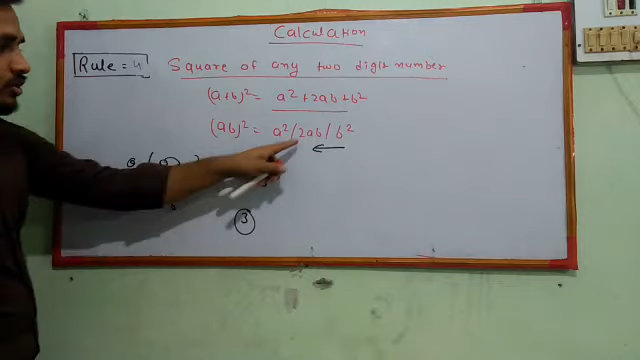 Calculation
Rule = 4 Square of any two digit number
(a+b)² = a² + 2ab + b²
(ab)² = a² / 2ab / b²
3